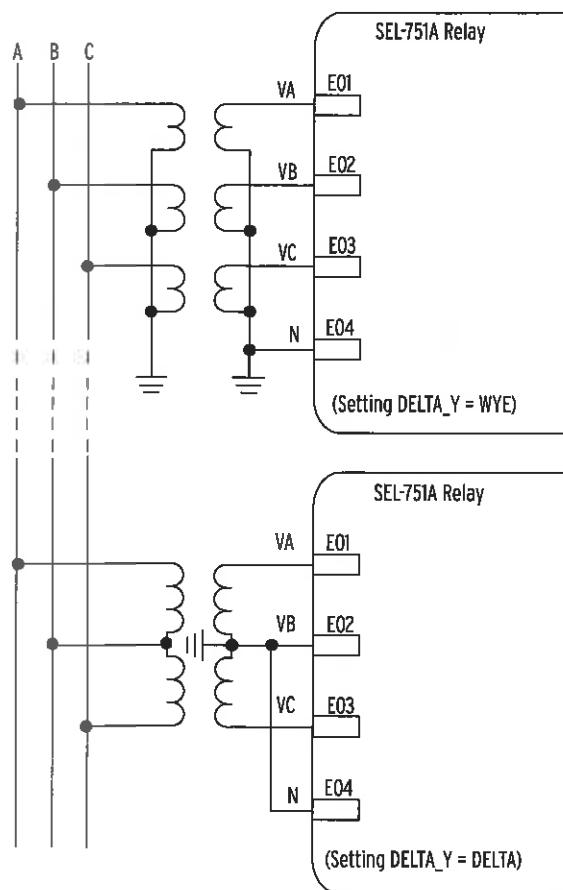 SEL-751A Relay
A B C
VA E01
VB E02
VC E03
N E04
(Setting DELTA_Y = WYE)
SEL-751A Relay
VA E01
VB E02
VC E03
N E04
(Setting DELTA_Y = DELTA)